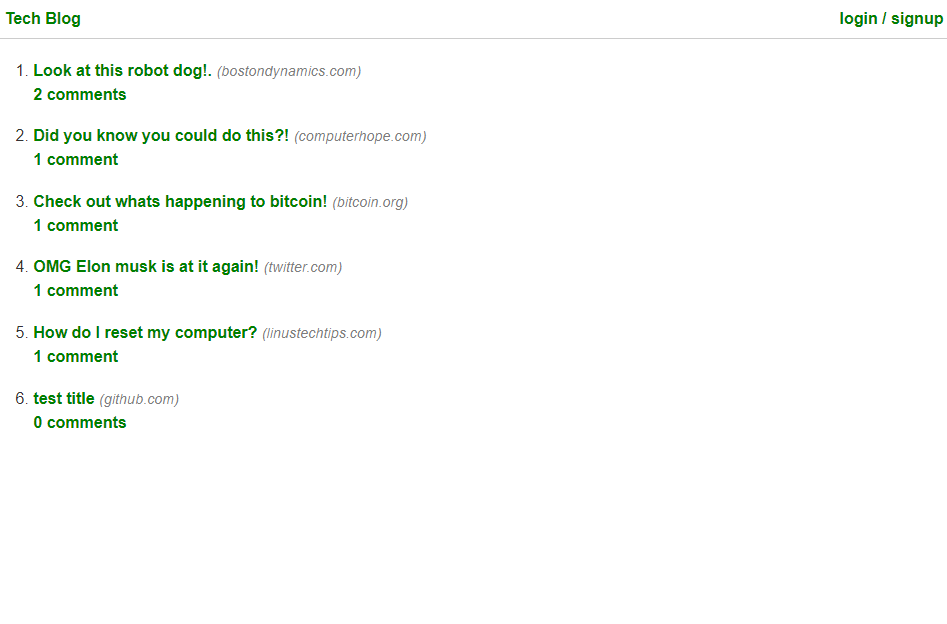 Tech Blog login / signup
1. Look at this robot dog!. (bostondynamics.com)
2 comments
2. Did you know you could do this?! (computerhope.com)
1 comment
3. Check out whats happening to bitcoin! (bitcoin.org)
1 comment
4. OMG Elon musk is at it again! (twitter.com)
1 comment
5. How do I reset my computer? (linustechtips.com)
1 comment
6. test title (github.com)
0 comments